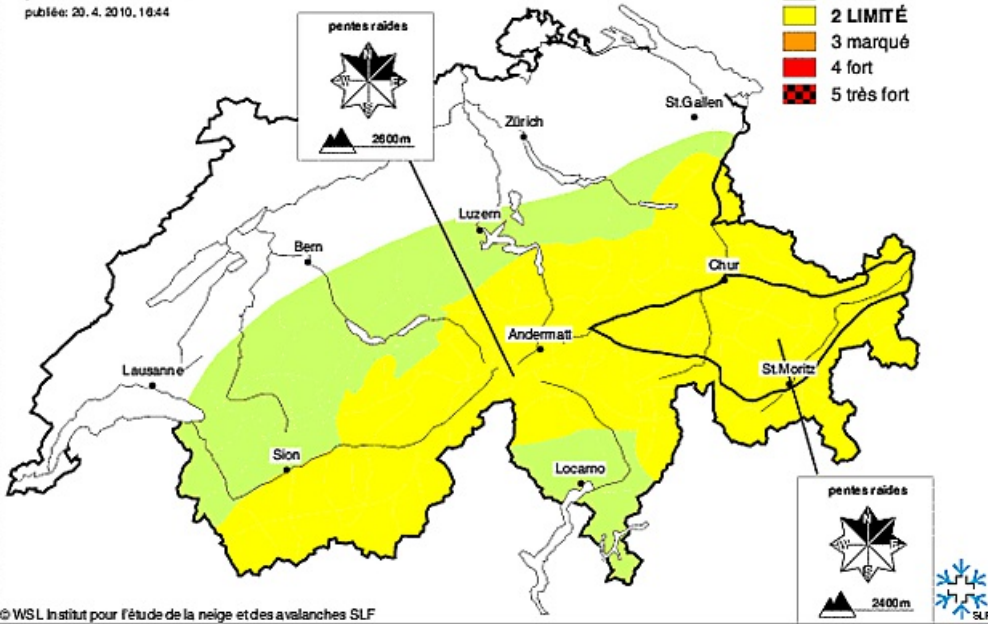 publiée: 20. 4. 2010, 16:44
2 LIMITÉ
3 marqué
4 fort
5 très fort
pentes raides
N
W E
S
2600m
St.Gallen
Zürich
Luzern
Bern
Chur
Andermatt
Lausanne
St.Moritz
Sion
Locarno
pentes raides
N
W E
S
2400m
© WSL Institut pour l'étude de la neige et des avalanches SLF
SLF